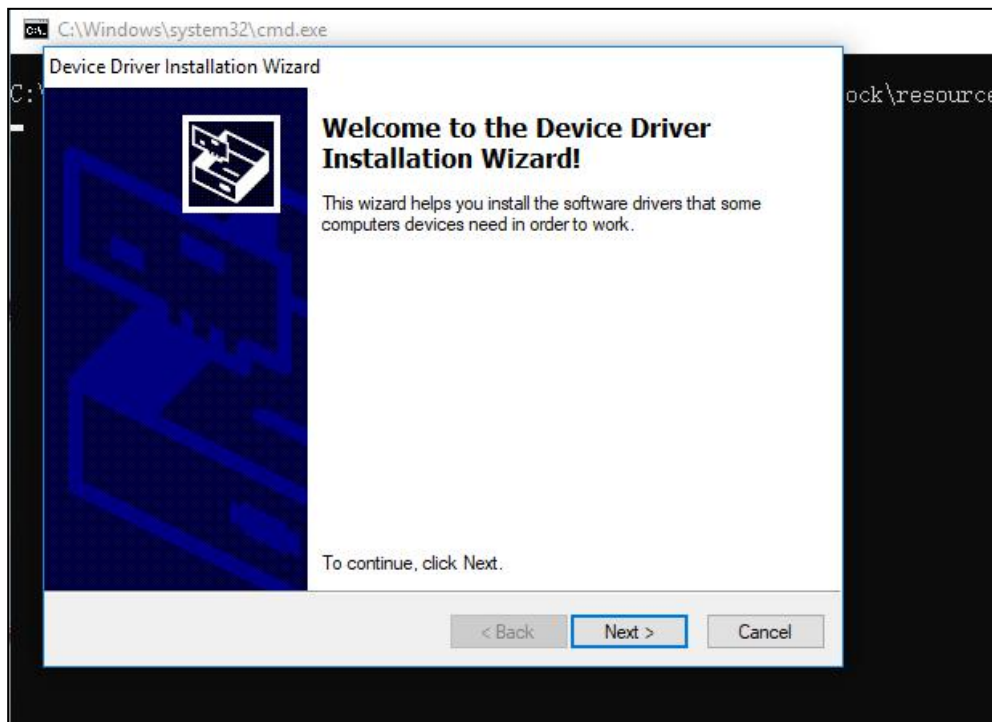 C:\Windows\system32\cmd.exe
Device Driver Installation Wizard
C:\
ock\resource
Welcome to the Device Driver
Installation Wizard!
This wizard helps you install the software drivers that some
computers devices need in order to work.
To continue, click Next.
< Back
Next >
Cancel